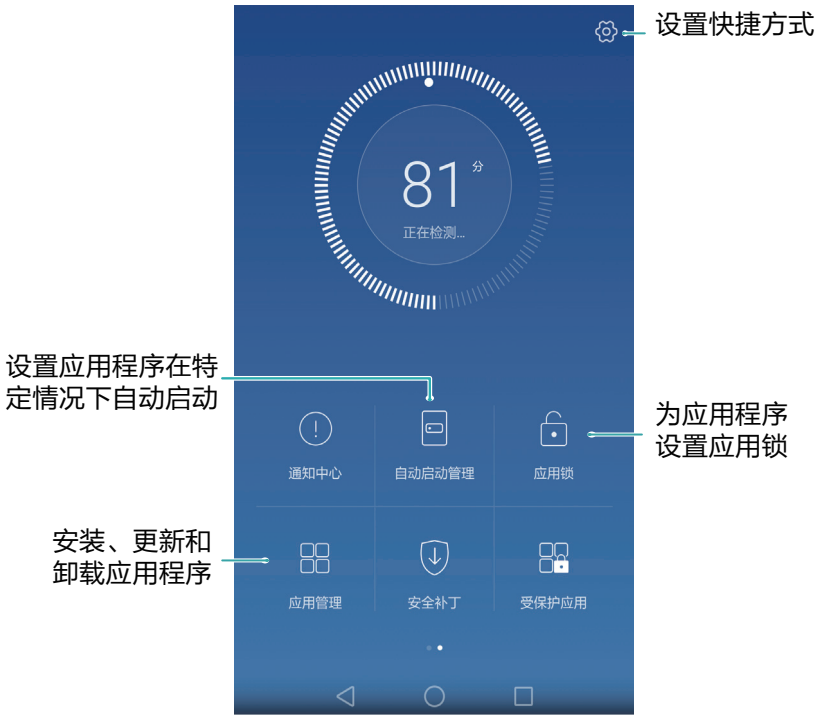 设置快捷方式
81分
正在检测...
设置应用程序在特
定情况下自动启动
为应用程序
设置应用锁
通知中心
自动启动管理
应用锁
安装、更新和
卸载应用程序
应用管理
安全补丁
受保护应用